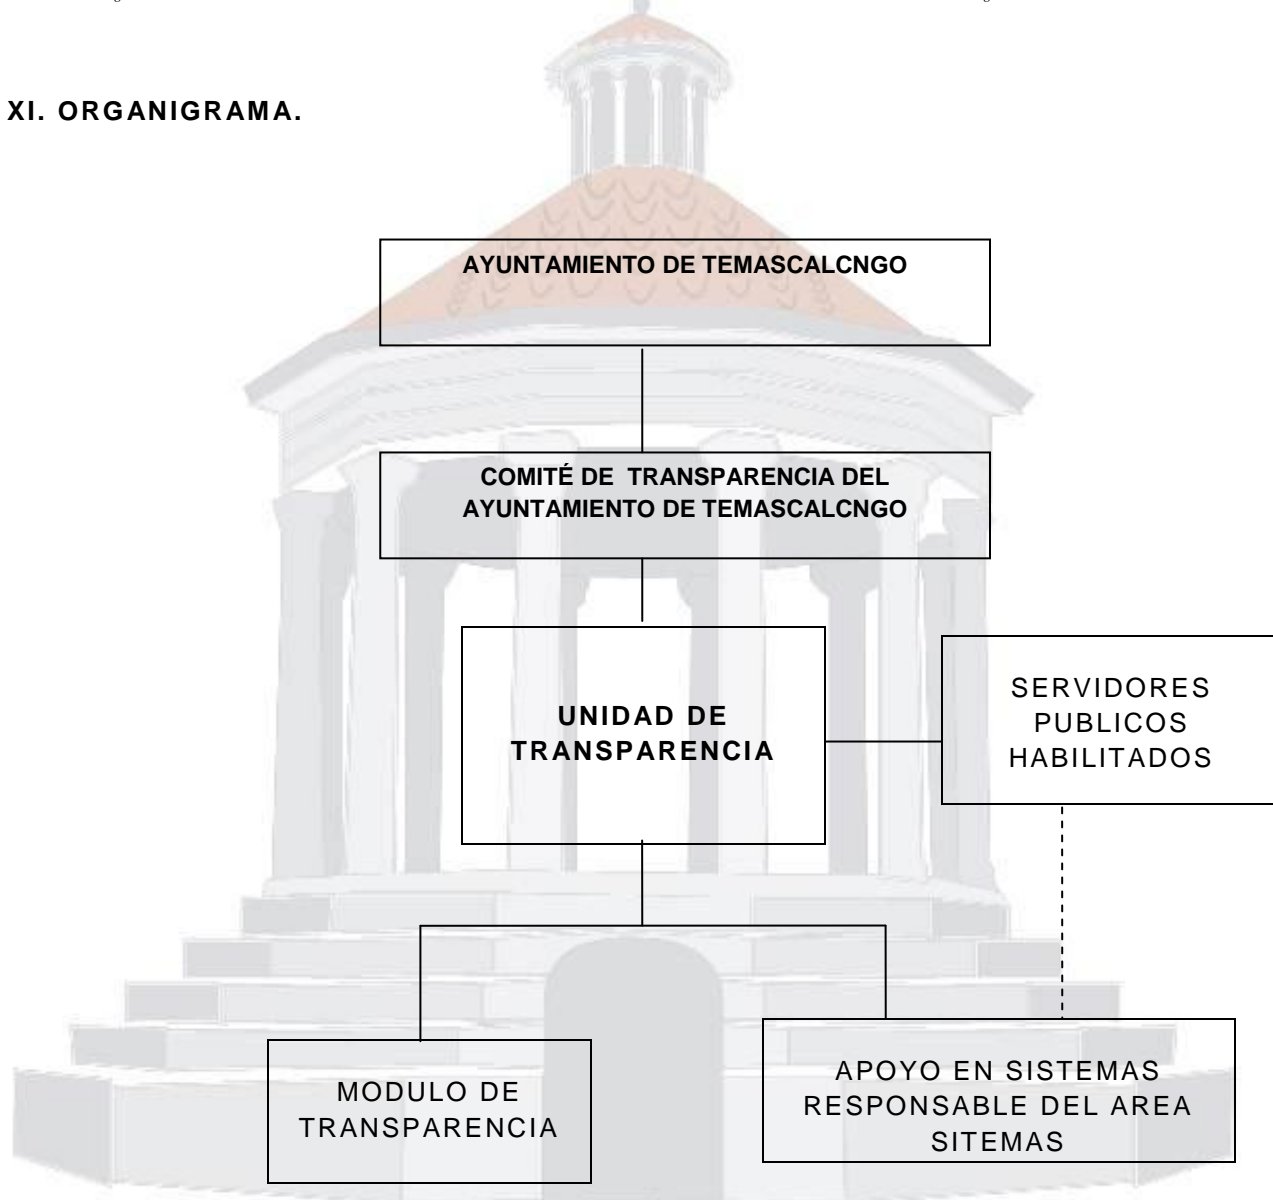 XI. ORGANIGRAMA.
AYUNTAMIENTO DE TEMASCALCNGO
COMITÉ DE TRANSPARENCIA DEL
AYUNTAMIENTO DE TEMASCALCNGO
UNIDAD DE
TRANSPARENCIA
SERVIDORES
PUBLICOS
HABILITADOS
MODULO DE
TRANSPARENCIA
APOYO EN SISTEMAS
RESPONSABLE DEL AREA
SITEMAS